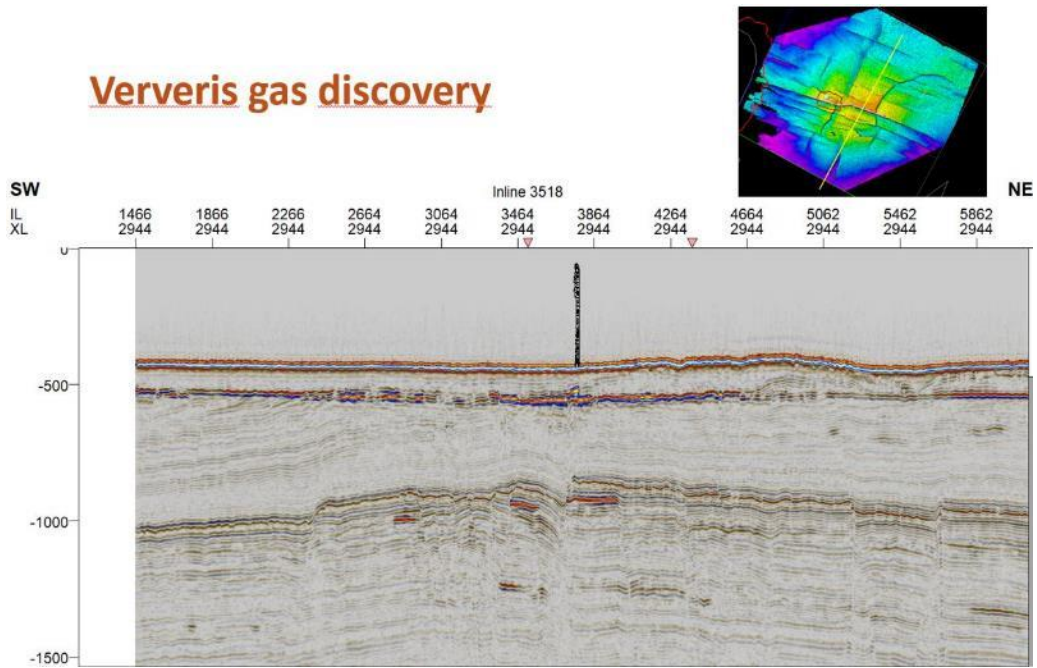 Ververis gas discovery
SW
NE
Inline 3518
IL 1466 1866 2266 2664 3064 3464 3864 4264 4664 5062 5462 5862
XL 2944 2944 2944 2944 2944 2944 2944 2944 2944 2944 2944 2944
0
-500
-1000
-1500